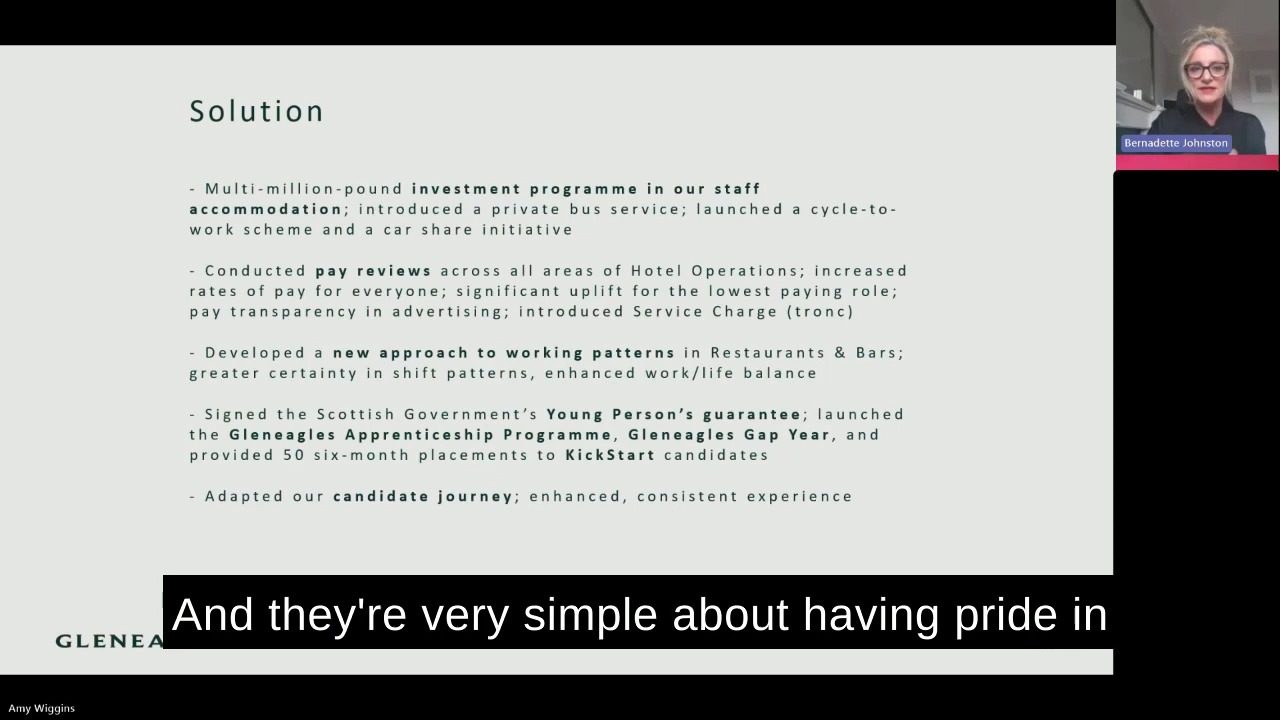 Solution
- Multi-million-pound investment programme in our staff
accommodation; introduced a private bus service; launched a cycle-to-
work scheme and a car share initiative
- Conducted pay reviews across all areas of Hotel Operations; increased
rates of pay for everyone; significant uplift for the lowest paying role;
pay transparency in advertising; introduced Service Charge (tronc)
- Developed a new approach to working patterns in Restaurants & Bars;
greater certainty in shift patterns, enhanced work/life balance
- Signed the Scottish Government’s Young Person’s guarantee; launched
the Gleneagles Apprenticeship Programme, Gleneagles Gap Year, and
provided 50 six-month placements to KickStart candidates
- Adapted our candidate journey; enhanced, consistent experience
Bernadette Johnston
And they're very simple about having pride in
GLENEA
Amy Wiggins